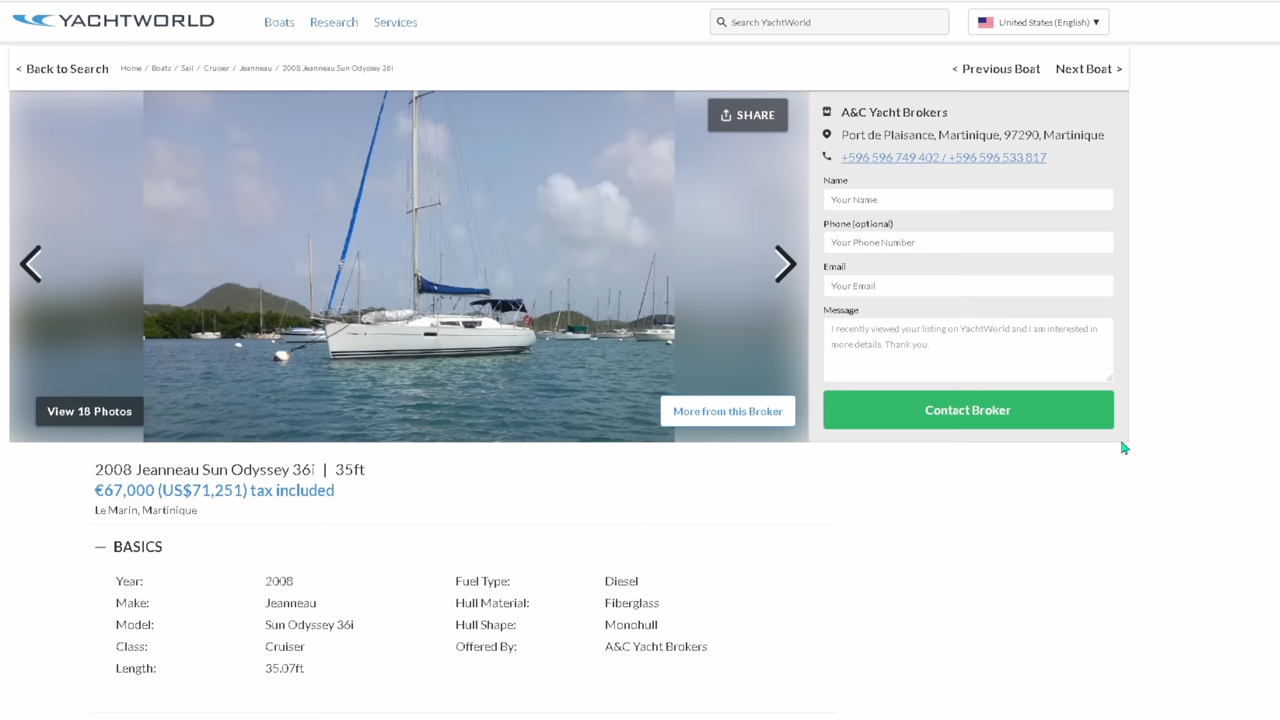 YACHTWORLD
Boats Research Services
Search YachtWorld
United States (English) ▼
< Back to Search
Home / Boats / Sail / Cruiser / Jeanneau / 2008 Jeanneau Sun Odyssey 36i
< Previous Boat Next Boat >
SHARE
View 18 Photos
More from this Broker
A&C Yacht Brokers
Port de Plaisance, Martinique, 97290, Martinique
+596 596 749 402 / +596 596 533 817
Name
Your Name
Phone (optional)
Your Phone Number
Email
Your Email
Message
I recently viewed your listing on YachtWorld and I am interested in
more details. Thank you.
Contact Broker
2008 Jeanneau Sun Odyssey 36i | 35ft
€67,000 (US$71,251) tax included
Le Marin, Martinique
— BASICS
Year: 2008 Fuel Type: Diesel
Make: Jeanneau Hull Material: Fiberglass
Model: Sun Odyssey 36i Hull Shape: Monohull
Class: Cruiser Offered By: A&C Yacht Brokers
Length: 35.07ft